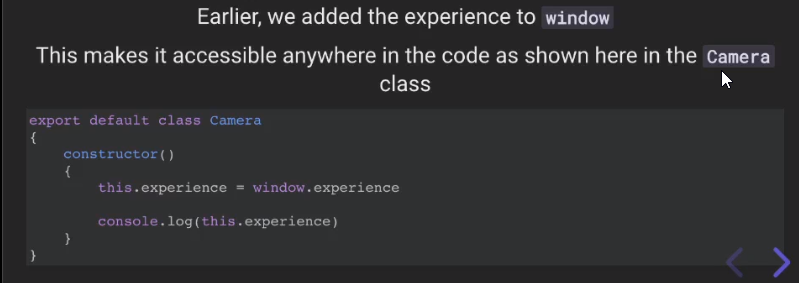 Earlier, we added the experience to window
This makes it accessible anywhere in the code as shown here in the Camera
class
export default class Camera
{
    constructor()
    {
        this.experience = window.experience

        console.log(this.experience)
    }
}